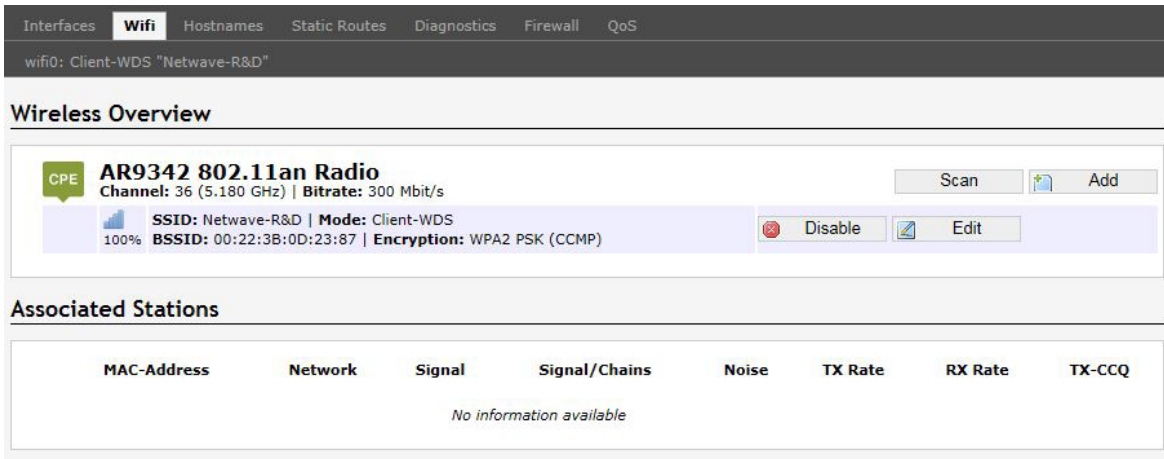 Interfaces Wifi Hostnames Static Routes Diagnostics Firewall QoS
wifi0: Client-WDS "Netwave-R&D"
Wireless Overview
CPE
AR9342 802.11an Radio
Channel: 36 (5.180 GHz) | Bitrate: 300 Mbit/s
Scan Add
SSID: Netwave-R&D | Mode: Client-WDS
100% BSSID: 00:22:3B:0D:23:87 | Encryption: WPA2 PSK (CCMP)
Disable Edit
Associated Stations
MAC-Address Network Signal Signal/Chains Noise TX Rate RX Rate TX-CCQ
No information available